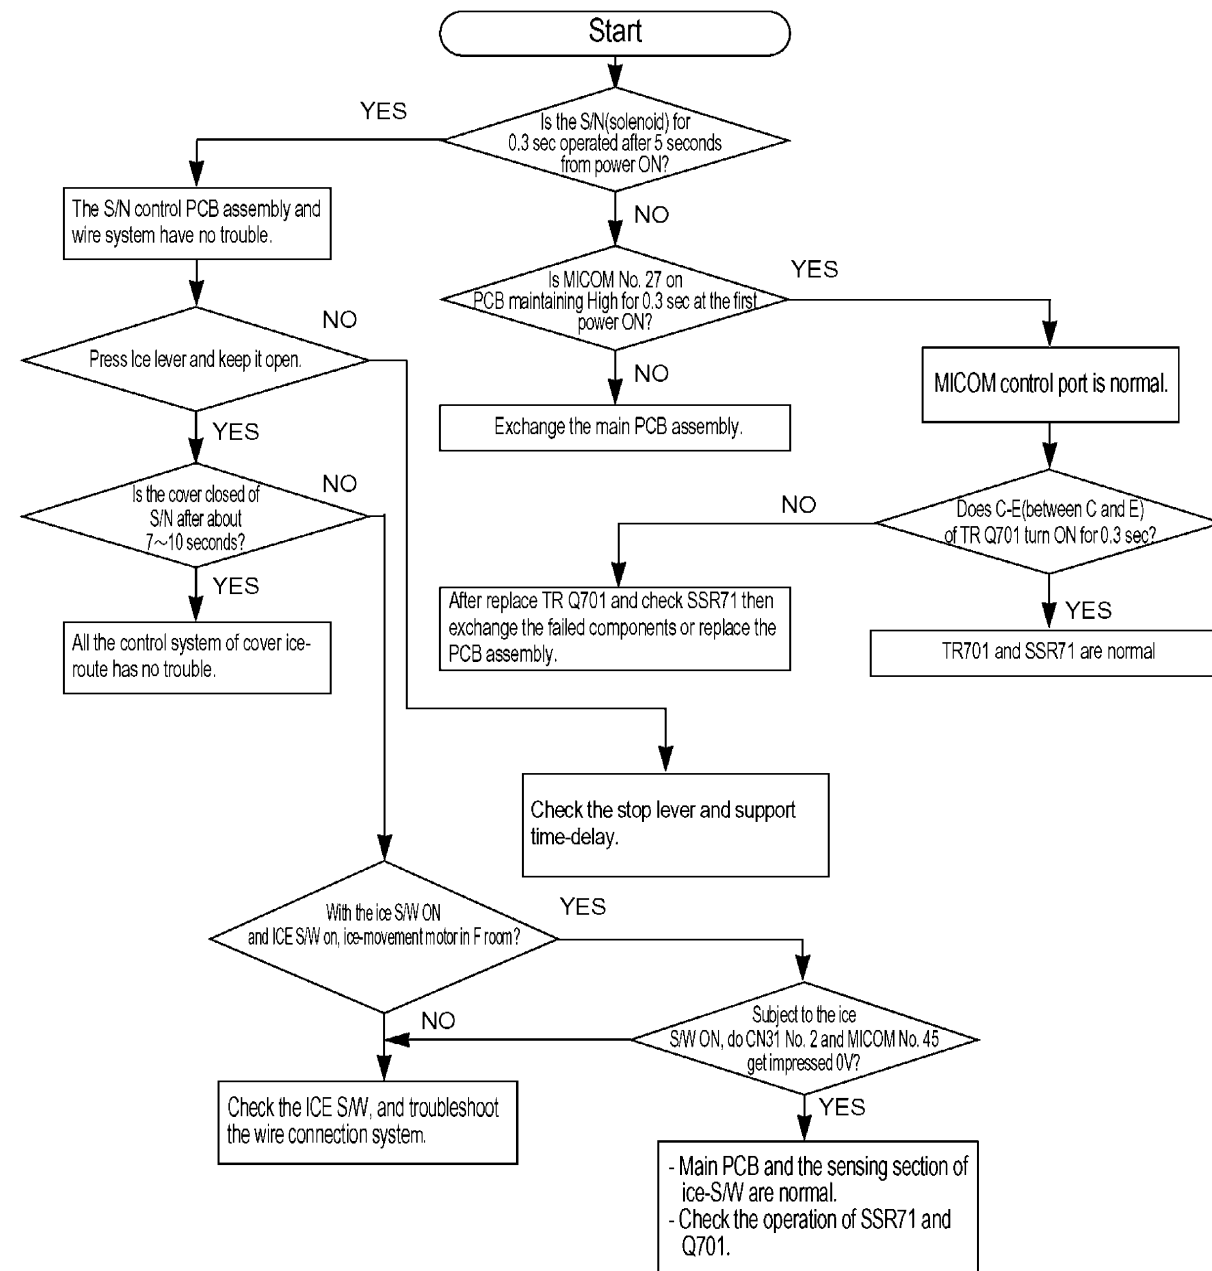 Start
YES
Is the S/N(solenoid) for
0.3 sec operated after 5 seconds
from power ON?
The S/N control PCB assembly and
wire system have no trouble.
NO
Is MICOM No. 27 on
PCB maintaining High for 0.3 sec at the first
power ON?
YES
NO
Press Ice lever and keep it open.
NO
MICOM control port is normal.
Exchange the main PCB assembly.
YES
Is the cover closed of
S/N after about
7~10 seconds?
NO
NO
Does C-E(between C and E)
of TR Q701 turn ON for 0.3 sec?
YES
After replace TR Q701 and check SSR71 then
exchange the failed components or replace the
PCB assembly.
YES
All the control system of cover ice-
route has no trouble.
TR701 and SSR71 are normal
Check the stop lever and support
time-delay.
With the ice S/W ON
and ICE S/W on, ice-movement motor in F room?
YES
NO
Subject to the ice
S/W ON, do CN31 No. 2 and MICOM No. 45
get impressed 0V?
Check the ICE S/W, and troubleshoot
the wire connection system.
YES
- Main PCB and the sensing section of
ice-S/W are normal.
- Check the operation of SSR71 and
Q701.